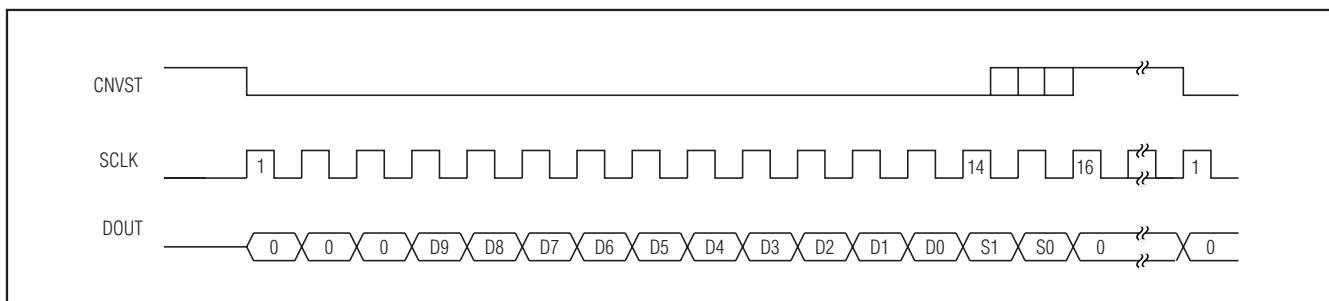 CNVST
SCLK 1 14 16 1
DOUT 0 0 0 D9 D8 D7 D6 D5 D4 D3 D2 D1 D0 S1 S0 0 0